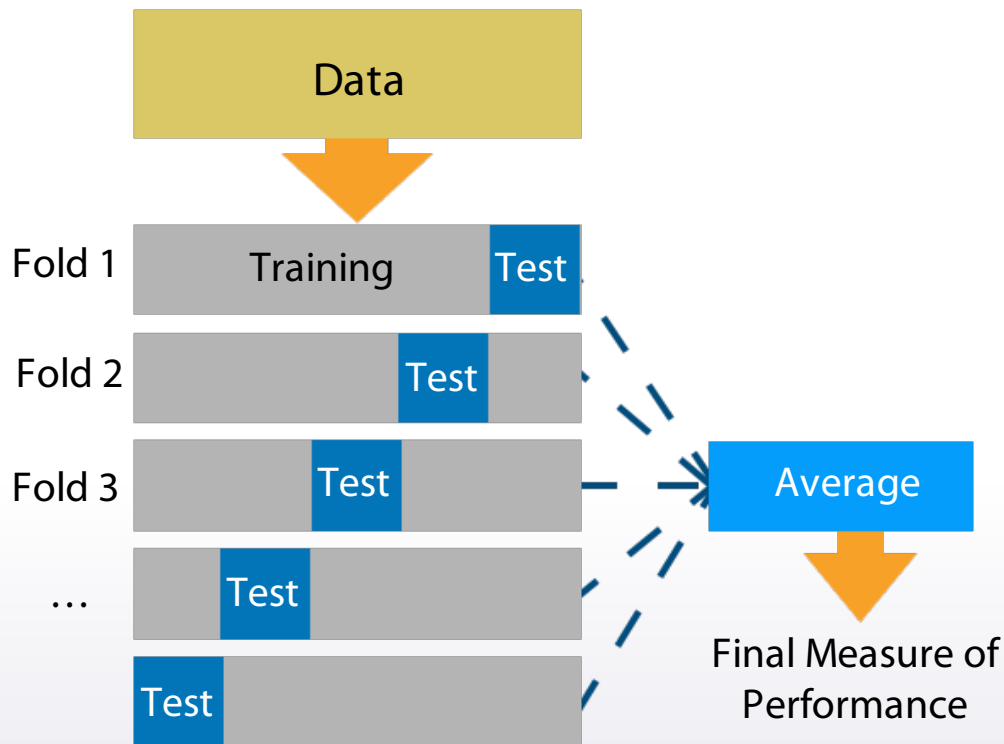 Data
Fold 1
Training
Test
Fold 2
Test
Fold 3
Test
Average
…
Test
Final Measure of
Performance
Test